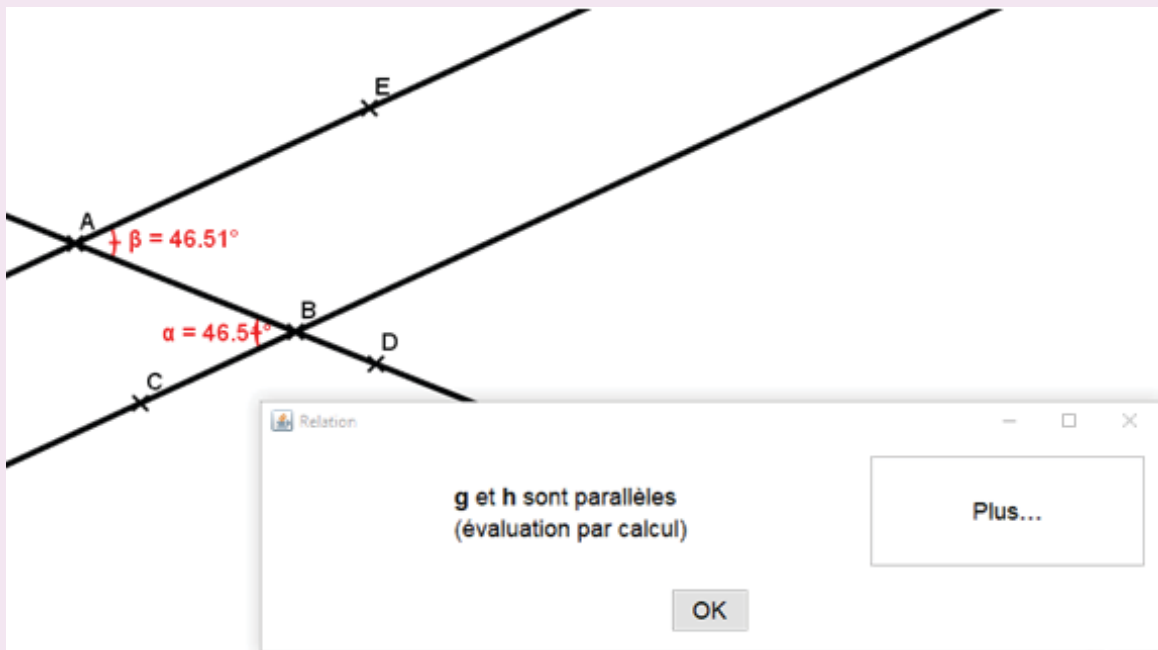 E
A
β = 46.51°
B
α = 46.51°
D
C
Relation
g et h sont parallèles
(évaluation par calcul)
Plus...
OK